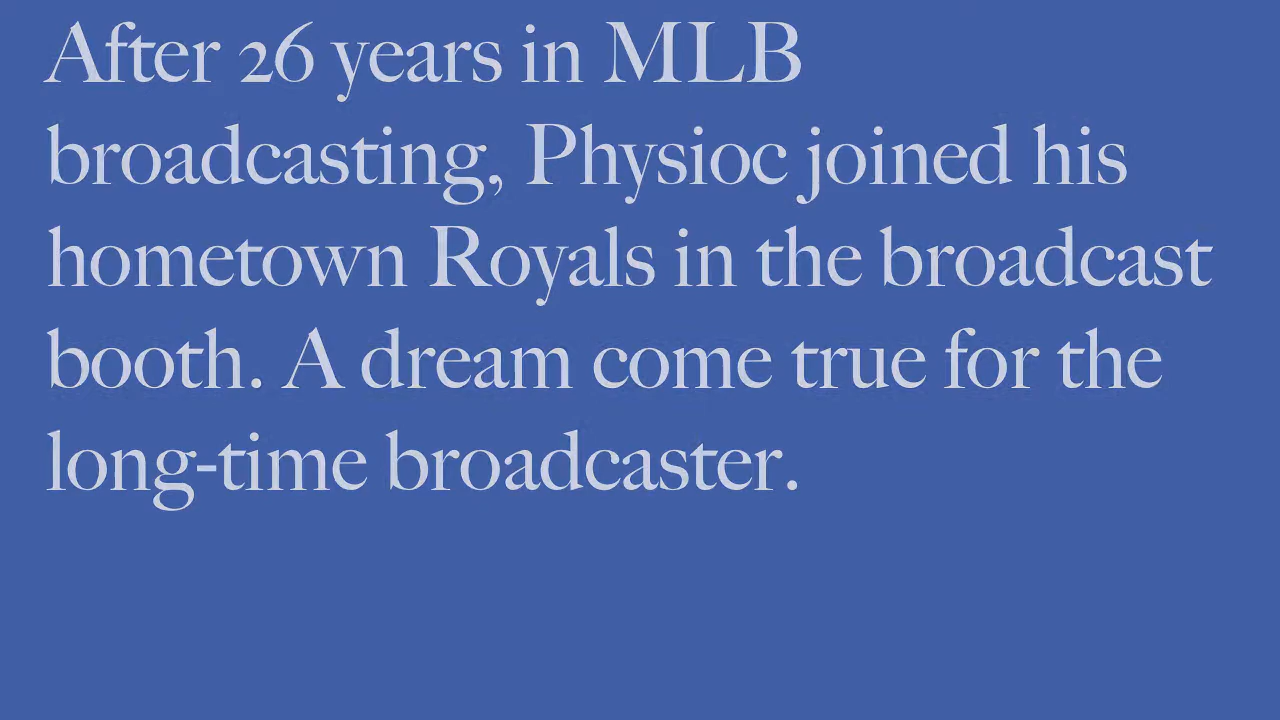 After 26 years in MLB
broadcasting, Physioc joined his
hometown Royals in the broadcast
booth. A dream come true for the
long-time broadcaster.